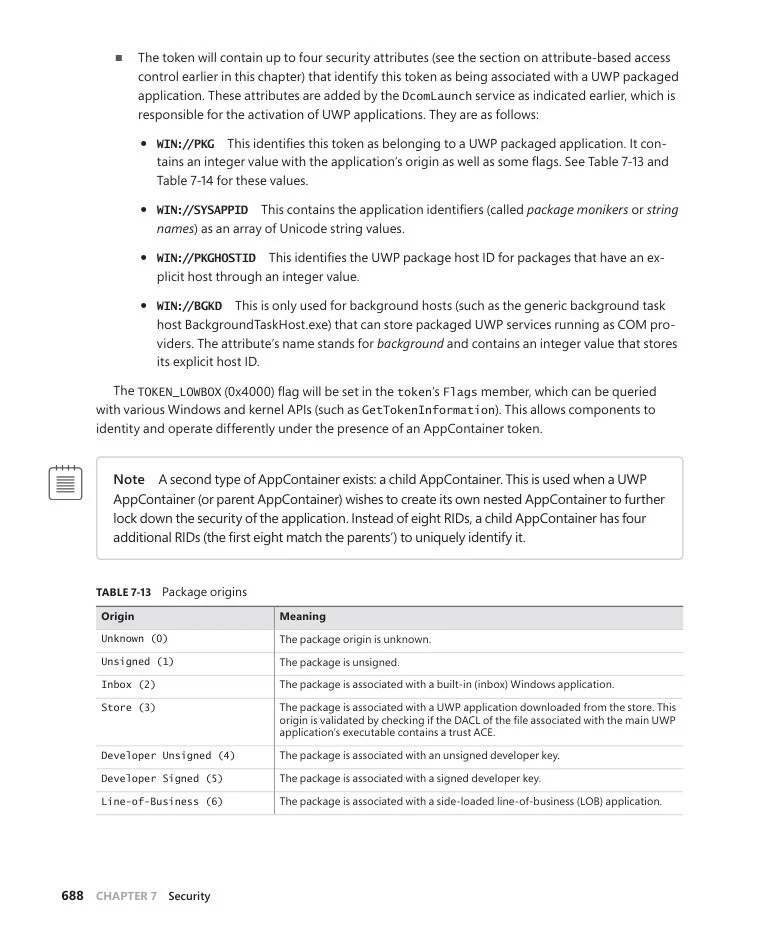 ■ The token will contain up to four security attributes (see the section on attribute-based access
control earlier in this chapter) that identify this token as being associated with a UWP packaged
application. These attributes are added by the DcomLaunch service as indicated earlier, which is
responsible for the activation of UWP applications. They are as follows:
• WIN://PKG This identifies this token as belonging to a UWP packaged application. It con-
tains an integer value with the application’s origin as well as some flags. See Table 7-13 and
Table 7-14 for these values.
• WIN://SYSAPPID This contains the application identifiers (called package monikers or string
names) as an array of Unicode string values.
• WIN://PKGHOSTID This identifies the UWP package host ID for packages that have an ex-
plicit host through an integer value.
• WIN://BGKD This is only used for background hosts (such as the generic background task
host BackgroundTaskHost.exe) that can store packaged UWP services running as COM pro-
viders. The attribute’s name stands for background and contains an integer value that stores
its explicit host ID.
The TOKEN_LOWBOX (0x4000) flag will be set in the token’s Flags member, which can be queried
with various Windows and kernel APIs (such as GetTokenInformation). This allows components to
identity and operate differently under the presence of an AppContainer token.
Note A second type of AppContainer exists: a child AppContainer. This is used when a UWP
AppContainer (or parent AppContainer) wishes to create its own nested AppContainer to further
lock down the security of the application. Instead of eight RIDs, a child AppContainer has four
additional RIDs (the first eight match the parents’) to uniquely identify it.
TABLE 7-13 Package origins
Origin Meaning
Unknown (0) The package origin is unknown.
Unsigned (1) The package is unsigned.
Inbox (2) The package is associated with a built-in (inbox) Windows application.
Store (3) The package is associated with a UWP application downloaded from the store. This
origin is validated by checking if the DACL of the file associated with the main UWP
application’s executable contains a trust ACE.
Developer Unsigned (4) The package is associated with an unsigned developer key.
Developer Signed (5) The package is associated with a signed developer key.
Line-of-Business (6) The package is associated with a side-loaded line-of-business (LOB) application.
688 CHAPTER 7 Security